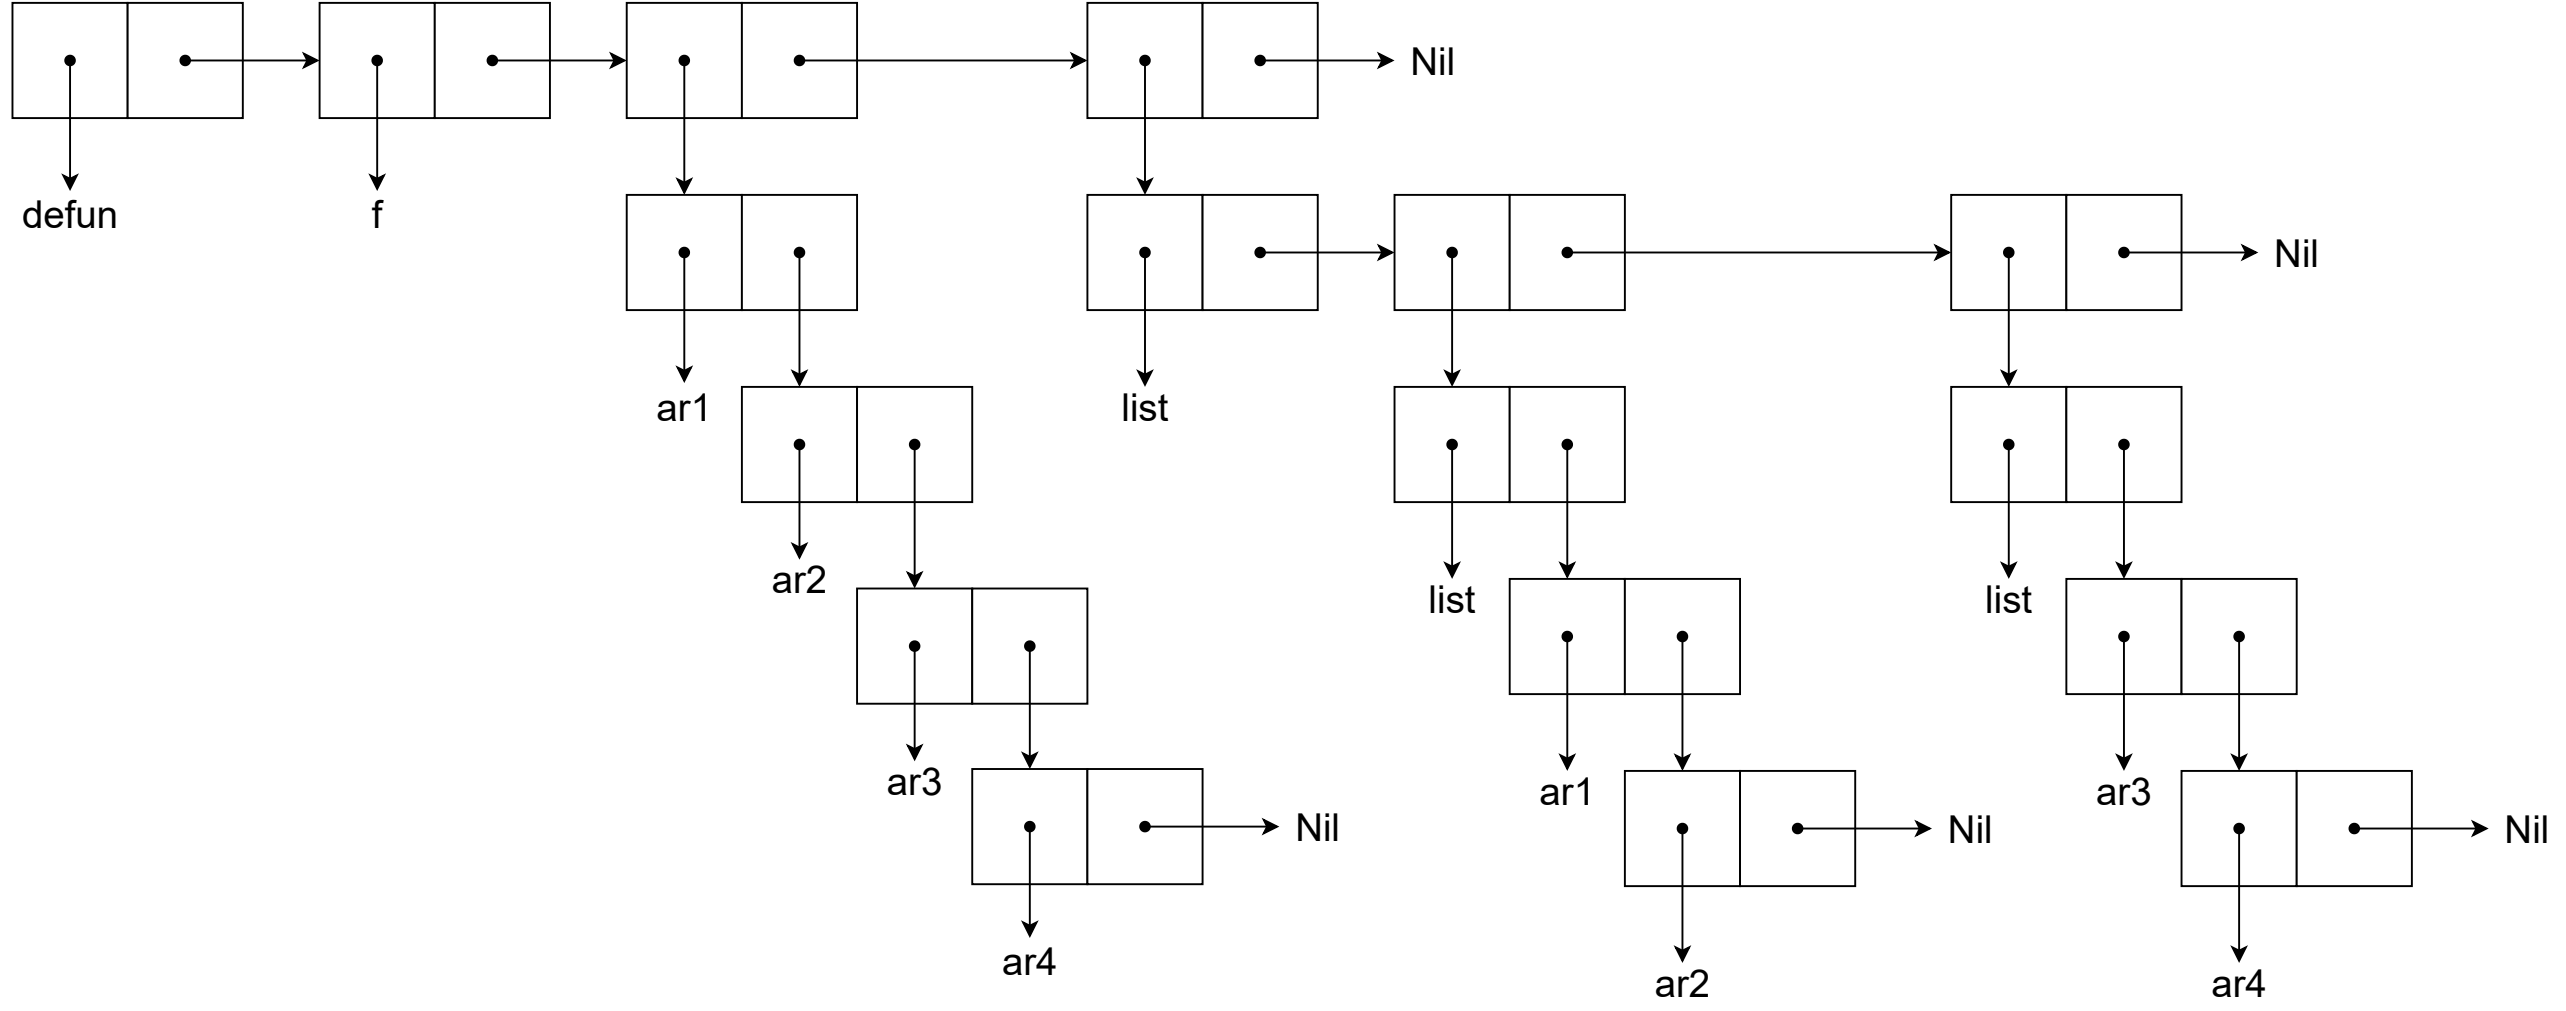 Nil
defun
f
Nil
ar1
list
ar2
list
list
ar3
ar1
ar3
Nil
Nil
Nil
ar4
ar2
ar4